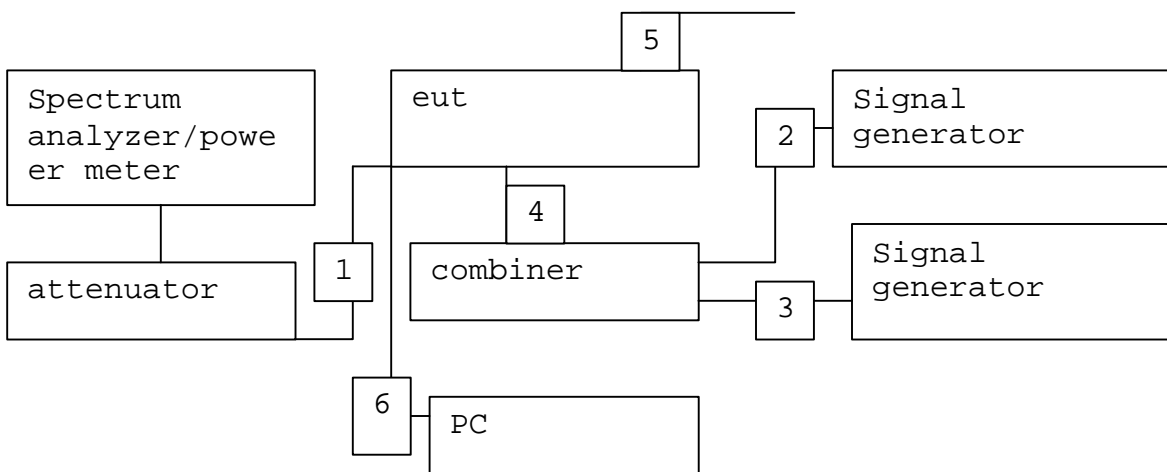 5
Spectrum
analyzer/powe
er meter
eut
2
Signal
generator
4
1
attenuator
combiner
3
Signal
generator
6
PC